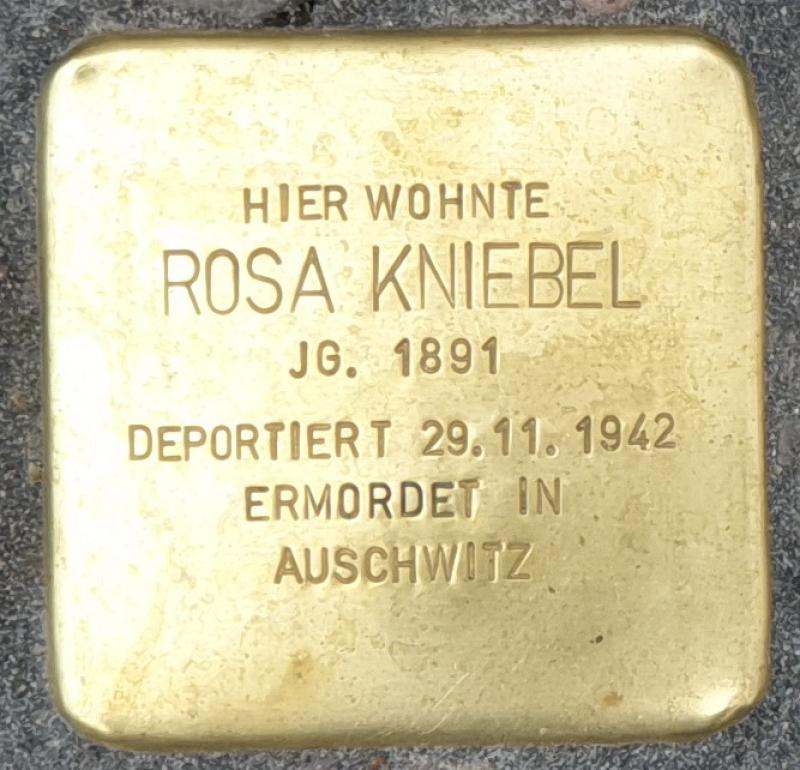 HIER WOHNTE
ROSA KNIEBEL
JG. 1891
DEPORTIERT 29.11.1942
ERMORDET IN
AUSCHWITZ